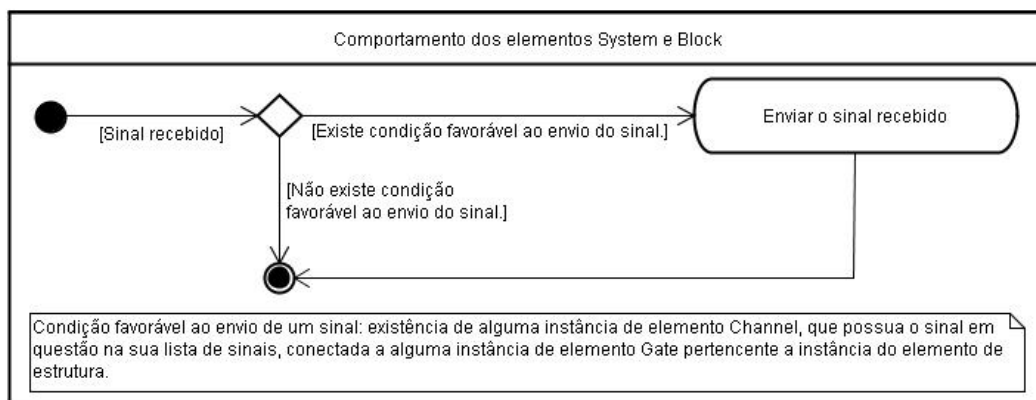 Comportamento dos elementos System e Block
[Sinal recebido]
[Existe condição favorável ao envio do sinal.]
Enviar o sinal recebido
[Não existe condição
favorável ao envio do sinal.]
Condição favorável ao envio de um sinal: existência de alguma instância de elemento Channel, que possua o sinal em
questão na sua lista de sinais, conectada a alguma instância de elemento Gate pertencente a instância do elemento de
estrutura.